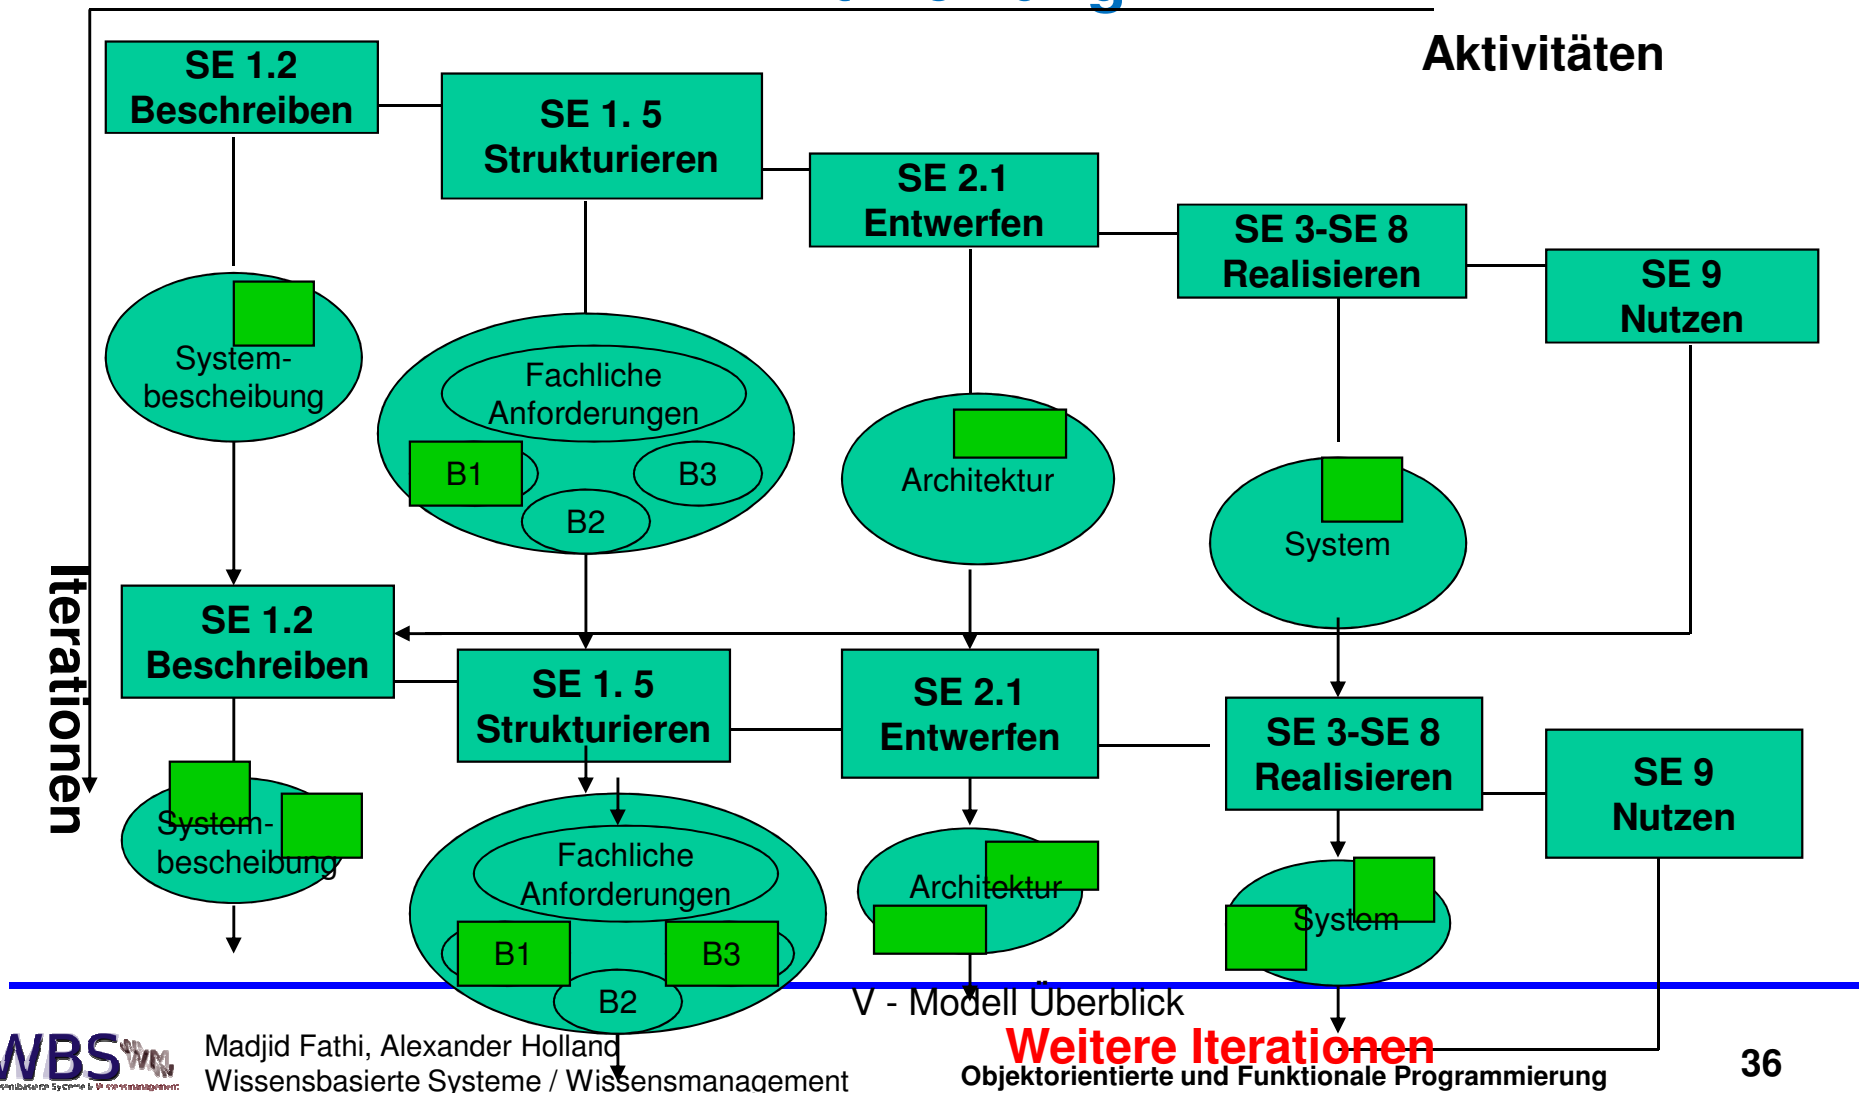 Aktivitäten
SE 1.2
Beschreiben
SE 1. 5
Strukturieren
SE 2.1
Entwerfen
SE 3-SE 8
Realisieren
SE 9
Nutzen
System-
bescheibung
Fachliche
Anforderungen
B1
B3
B2
Architektur
System
Iterationen
SE 1.2
Beschreiben
SE 1. 5
Strukturieren
SE 2.1
Entwerfen
SE 3-SE 8
Realisieren
SE 9
Nutzen
System-
bescheibung
Fachliche
Anforderungen
B1
B3
B2
Architektur
System
V - Modell Überblick
Weitere Iterationen
WBS
Madjid Fathi, Alexander Holland
Wissensbasierte Systeme / Wissensmanagement
Objektorientierte und Funktionale Programmierung
36